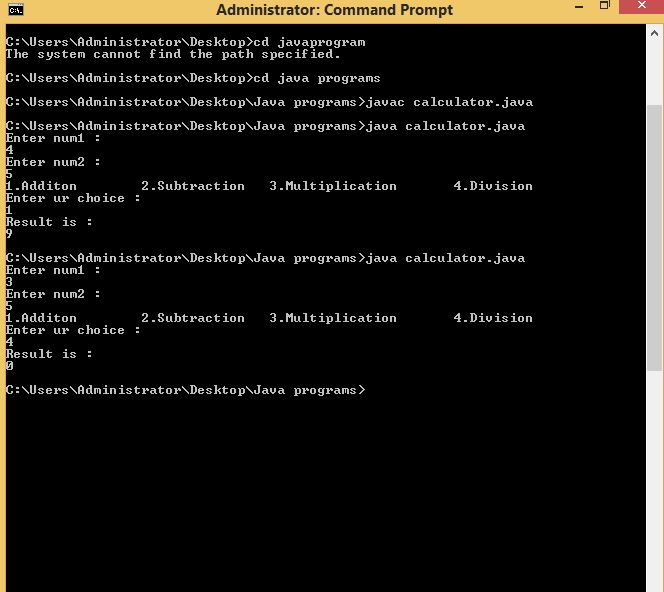 Administrator: Command Prompt
C:\Users\Administrator\Desktop>cd javaprogram
The system cannot find the path specified.
C:\Users\Administrator\Desktop>cd java programs
C:\Users\Administrator\Desktop\Java programs>javac calculator.java
C:\Users\Administrator\Desktop\Java programs>java calculator.java
Enter num1 :
4
Enter num2 :
5
1.Additon 2.Subtraction 3.Multiplication 4.Division
Enter ur choice :
1
Result is :
9
C:\Users\Administrator\Desktop\Java programs>java calculator.java
Enter num1 :
3
Enter num2 :
5
1.Additon 2.Subtraction 3.Multiplication 4.Division
Enter ur choice :
4
Result is :
0
C:\Users\Administrator\Desktop\Java programs>